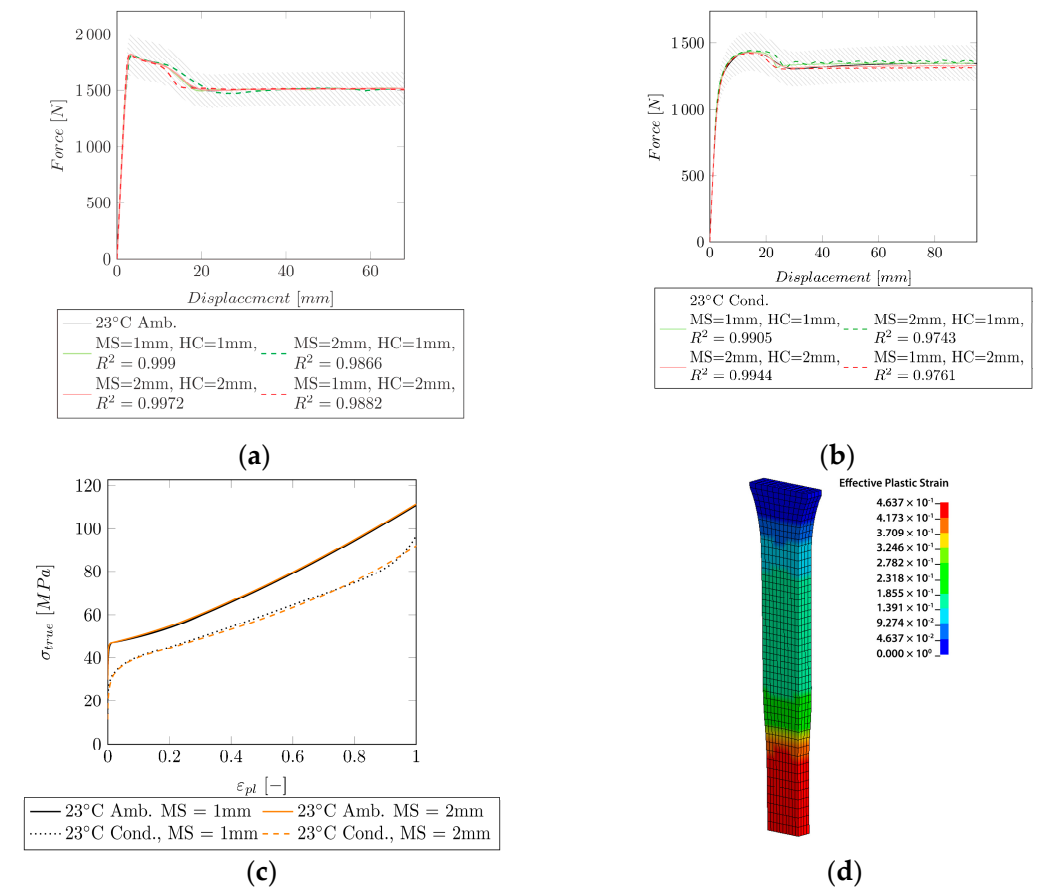 2 000
1 500
1 000
500
0
Force [N]
0 20 40 60
Displacement [mm]
23°C Amb.
MS=1mm, HC=1mm, R² = 0.999
MS=2mm, HC=1mm, R² = 0.9866
MS=2mm, HC=2mm, R² = 0.9972
MS=1mm, HC=2mm, R² = 0.9882
(a)
1 500
1 000
500
0
Force [N]
0 20 40 60 80
Displacement [mm]
23°C Cond.
MS=1mm, HC=1mm, R² = 0.9905
MS=2mm, HC=1mm, R² = 0.9743
MS=2mm, HC=2mm, R² = 0.9944
MS=1mm, HC=2mm, R² = 0.9761
(b)
120
100
80
60
40
20
0
σtrue [MPa]
0 0.2 0.4 0.6 0.8 1
εpl [−]
23°C Amb. MS = 1mm
23°C Amb. MS = 2mm
23°C Cond., MS = 1mm
23°C Cond., MS = 2mm
(c)
Effective Plastic Strain
4.637 × 10⁻¹
4.173 × 10⁻¹
3.709 × 10⁻¹
3.246 × 10⁻¹
2.782 × 10⁻¹
2.318 × 10⁻¹
1.855 × 10⁻¹
1.391 × 10⁻¹
9.274 × 10⁻²
4.637 × 10⁻²
0.000 × 10⁰
(d)